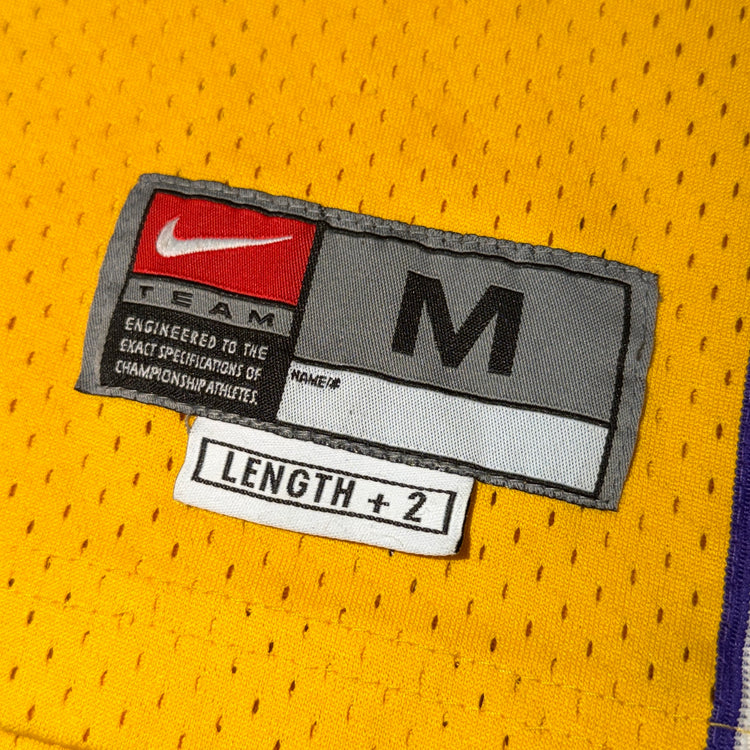 TEAM
ENGINEERED TO THE
EXACT SPECIFICATIONS OF
CHAMPIONSHIP ATHLETES.
M
NAME/#
LENGTH + 2